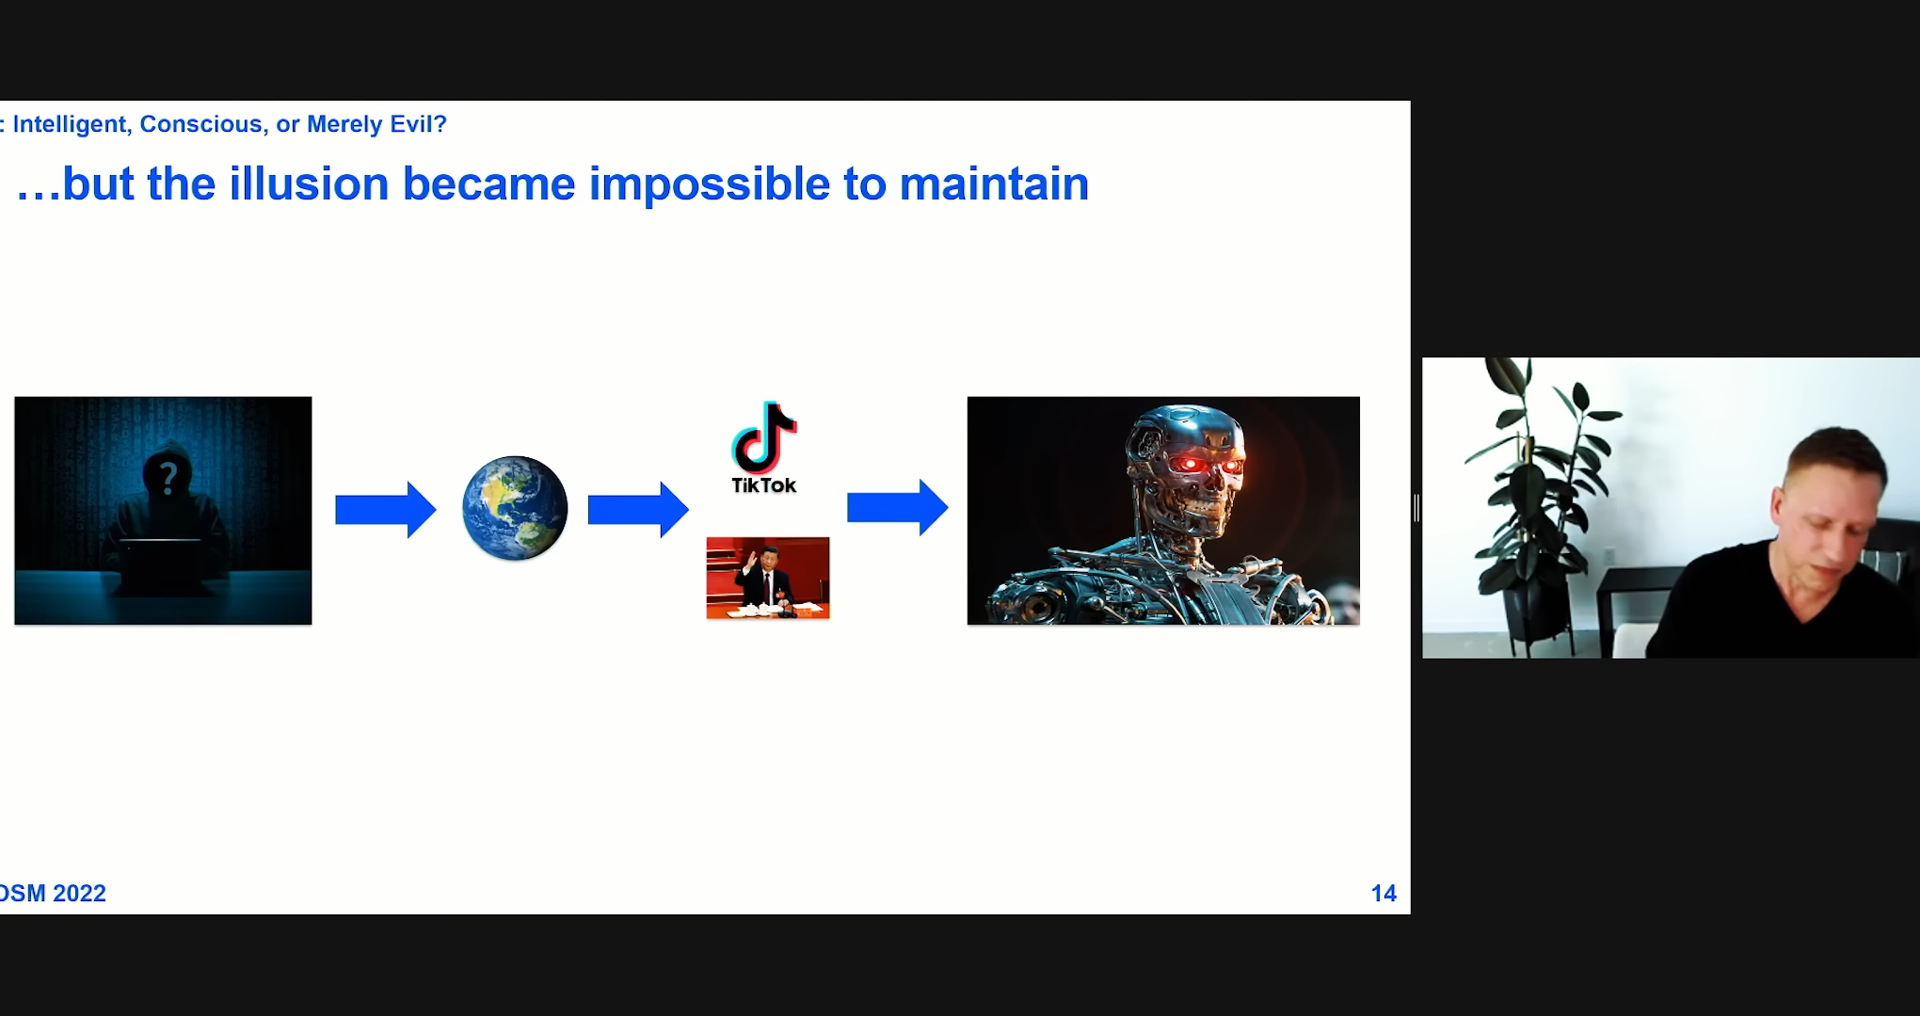 : Intelligent, Conscious, or Merely Evil?
…but the illusion became impossible to maintain
?
TikTok
OSM 2022
14